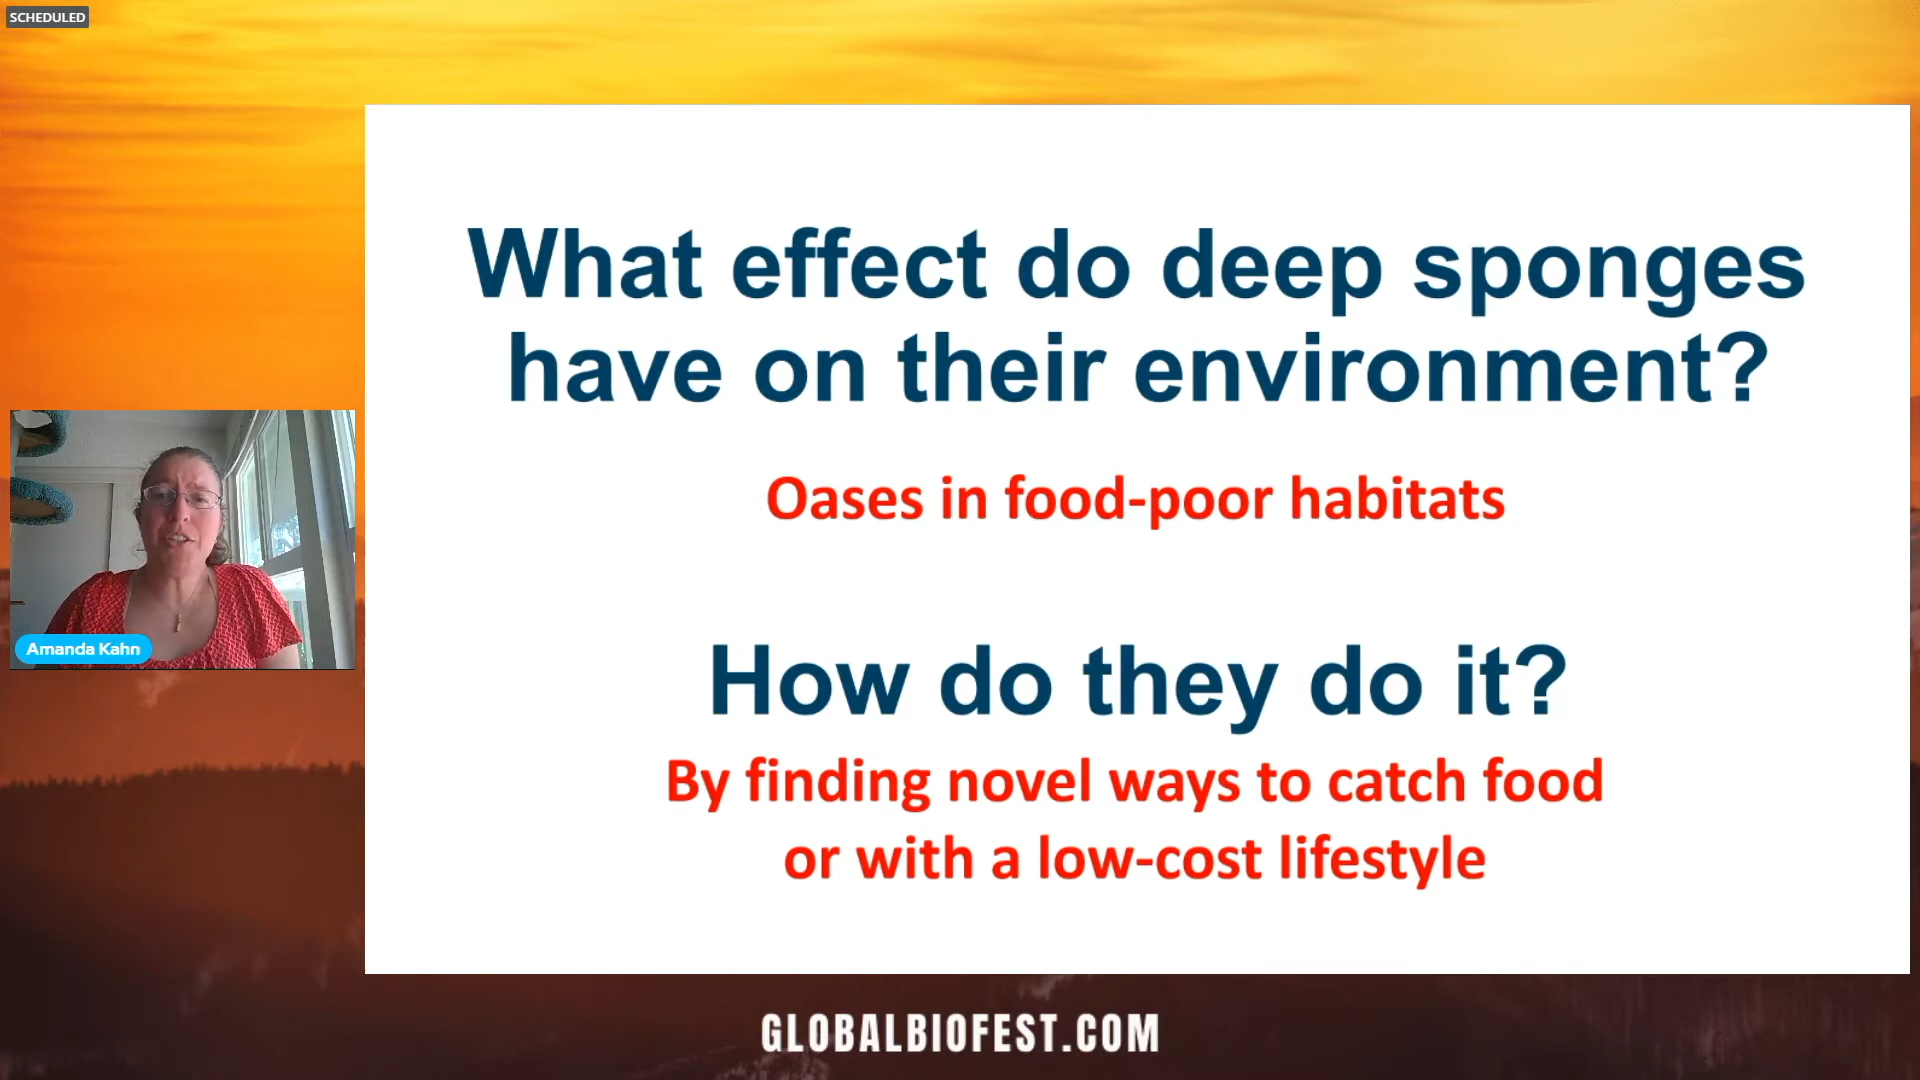 SCHEDULED
What effect do deep sponges
have on their environment?
Oases in food-poor habitats
How do they do it?
By finding novel ways to catch food
or with a low-cost lifestyle
Amanda Kahn
GLOBALBIOFEST.COM